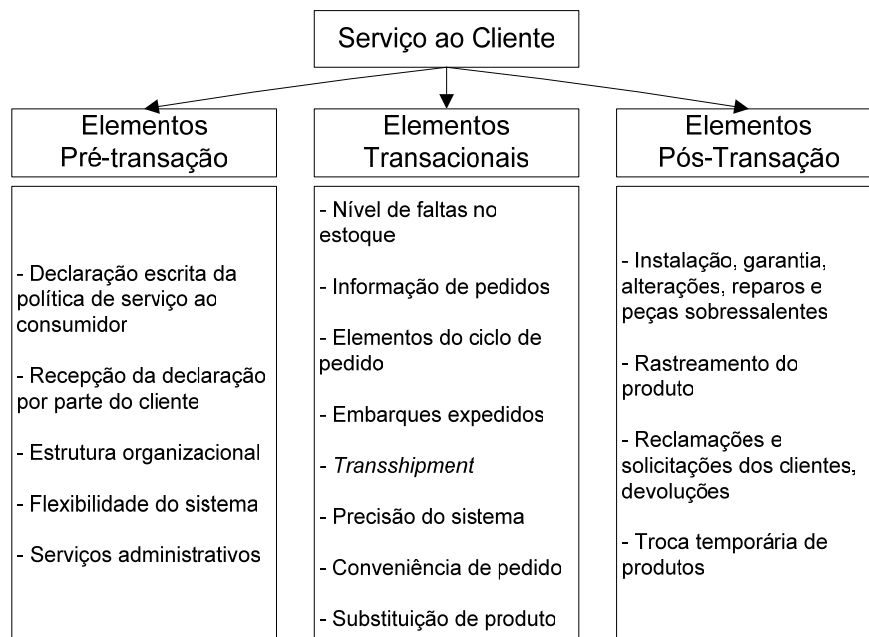 Serviço ao Cliente
Elementos
Pré-transação
- Declaração escrita da
política de serviço ao
consumidor
- Recepção da declaração
por parte do cliente
- Estrutura organizacional
- Flexibilidade do sistema
- Serviços administrativos
Elementos
Transacionais
- Nível de faltas no
estoque
- Informação de pedidos
- Elementos do ciclo de
pedido
- Embarques expedidos
- Transshipment
- Precisão do sistema
- Conveniência de pedido
- Substituição de produto
Elementos
Pós-Transação
- Instalação, garantia,
alterações, reparos e
peças sobressalentes
- Rastreamento do
produto
- Reclamações e
solicitações dos clientes,
devoluções
- Troca temporária de
produtos